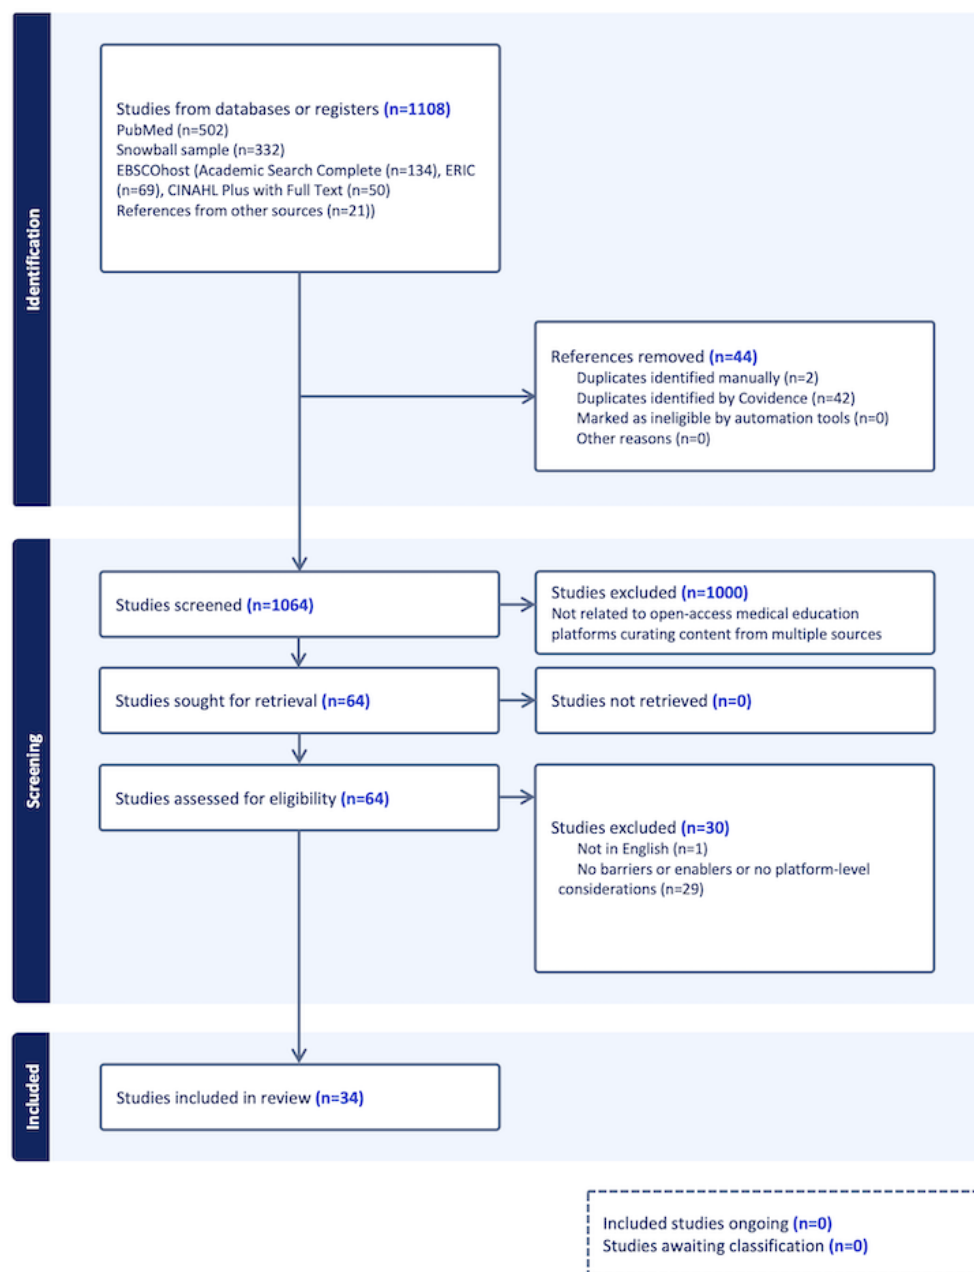 Identification
Studies from databases or registers (n=1108)
PubMed (n=502)
Snowball sample (n=332)
EBSCOhost (Academic Search Complete (n=134), ERIC
(n=69), CINAHL Plus with Full Text (n=50)
References from other sources (n=21))
References removed (n=44)
Duplicates identified manually (n=2)
Duplicates identified by Covidence (n=42)
Marked as ineligible by automation tools (n=0)
Other reasons (n=0)
Screening
Studies screened (n=1064)
Studies excluded (n=1000)
Not related to open-access medical education
platforms curating content from multiple sources
Studies sought for retrieval (n=64)
Studies not retrieved (n=0)
Studies assessed for eligibility (n=64)
Studies excluded (n=30)
Not in English (n=1)
No barriers or enablers or no platform-level
considerations (n=29)
Included
Studies included in review (n=34)
Included studies ongoing (n=0)
Studies awaiting classification (n=0)